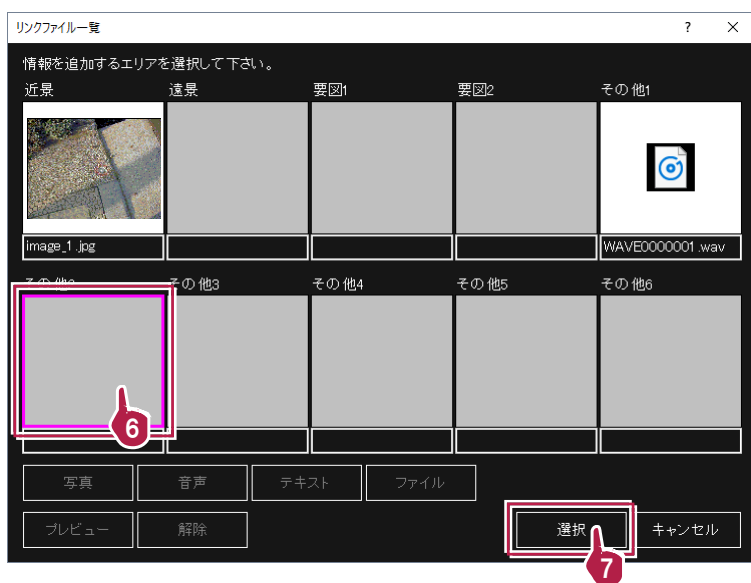 リンクファイル一覧
? ×
情報を追加するエリアを選択して下さい。
近景 遠景 要図1 要図2 その他1
image_1.jpg WAVE0000001.wav
その他2 その他3 その他4 その他5 その他6
6
写真 音声 テキスト ファイル
プレビュー 解除 選択 キャンセル
7